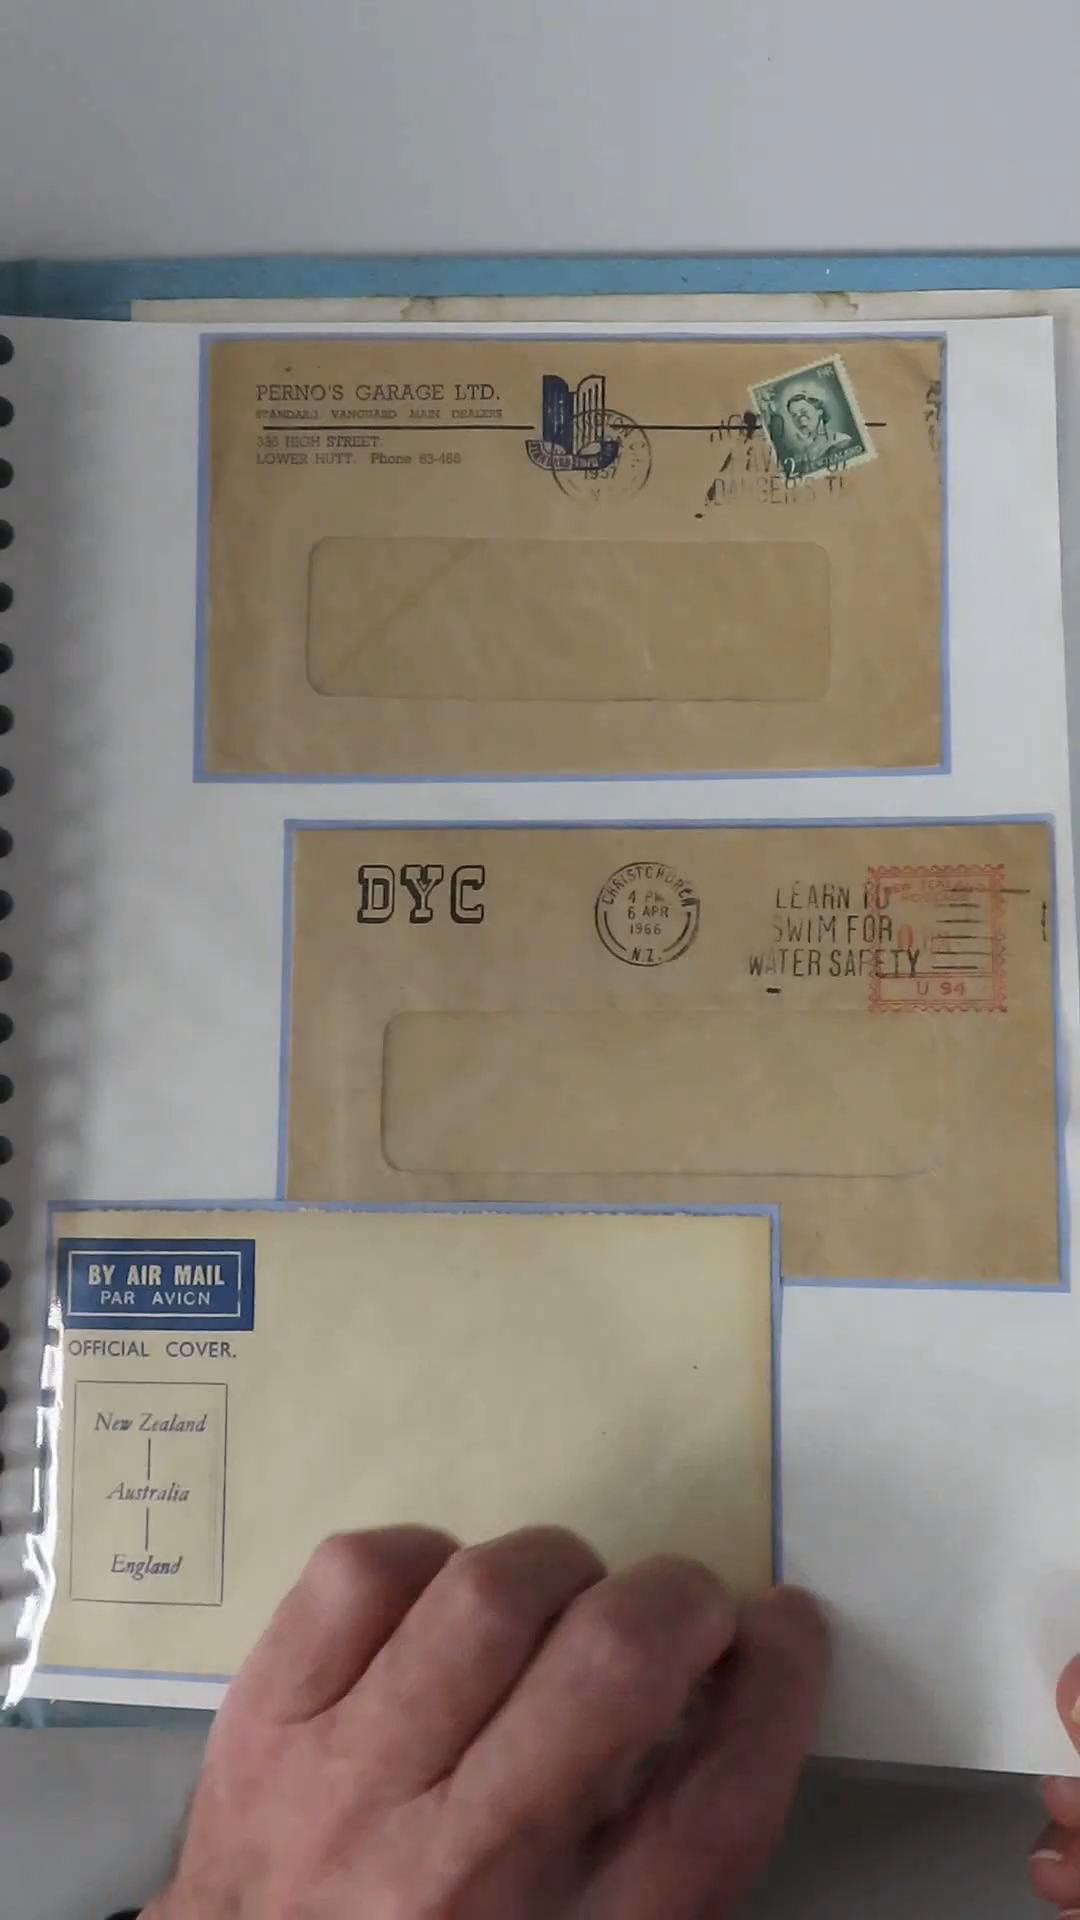 PERNO'S GARAGE LTD.
STANDARD VANGUARD MAIN DEALERS
LOWER HUTT. Phone 63-466
HIGH STREET.
1957
2
DYC
CHRISTCHURCH
4 PM
6 APR
1966
N.Z.
LEARN TO
SWIM FOR
WATER SAFETY
U 94
BY AIR MAIL
PAR AVION
OFFICIAL COVER.
New Zealand
Australia
England